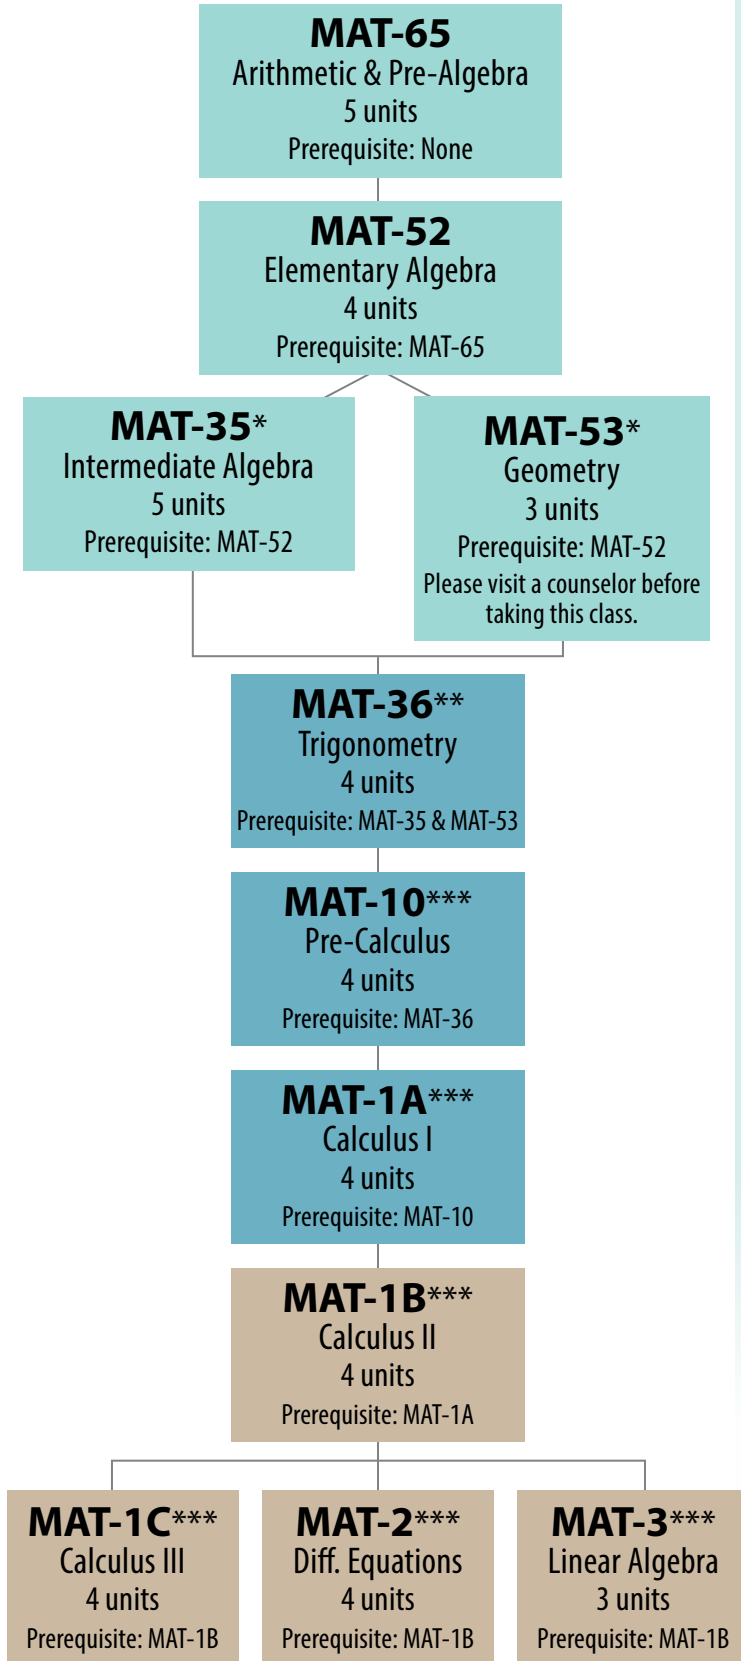 MAT-65
Arithmetic & Pre-Algebra
5 units
Prerequisite: None
MAT-52
Elementary Algebra
4 units
Prerequisite: MAT-65
MAT-35*
Intermediate Algebra
5 units
Prerequisite: MAT-52
MAT-53*
Geometry
3 units
Prerequisite: MAT-52
Please visit a counselor before
taking this class.
MAT-36**
Trigonometry
4 units
Prerequisite: MAT-35 & MAT-53
MAT-10***
Pre-Calculus
4 units
Prerequisite: MAT-36
MAT-1A***
Calculus I
4 units
Prerequisite: MAT-10
MAT-1B***
Calculus II
4 units
Prerequisite: MAT-1A
MAT-1C***
Calculus III
4 units
Prerequisite: MAT-1B
MAT-2***
Diff. Equations
4 units
Prerequisite: MAT-1B
MAT-3***
Linear Algebra
3 units
Prerequisite: MAT-1B